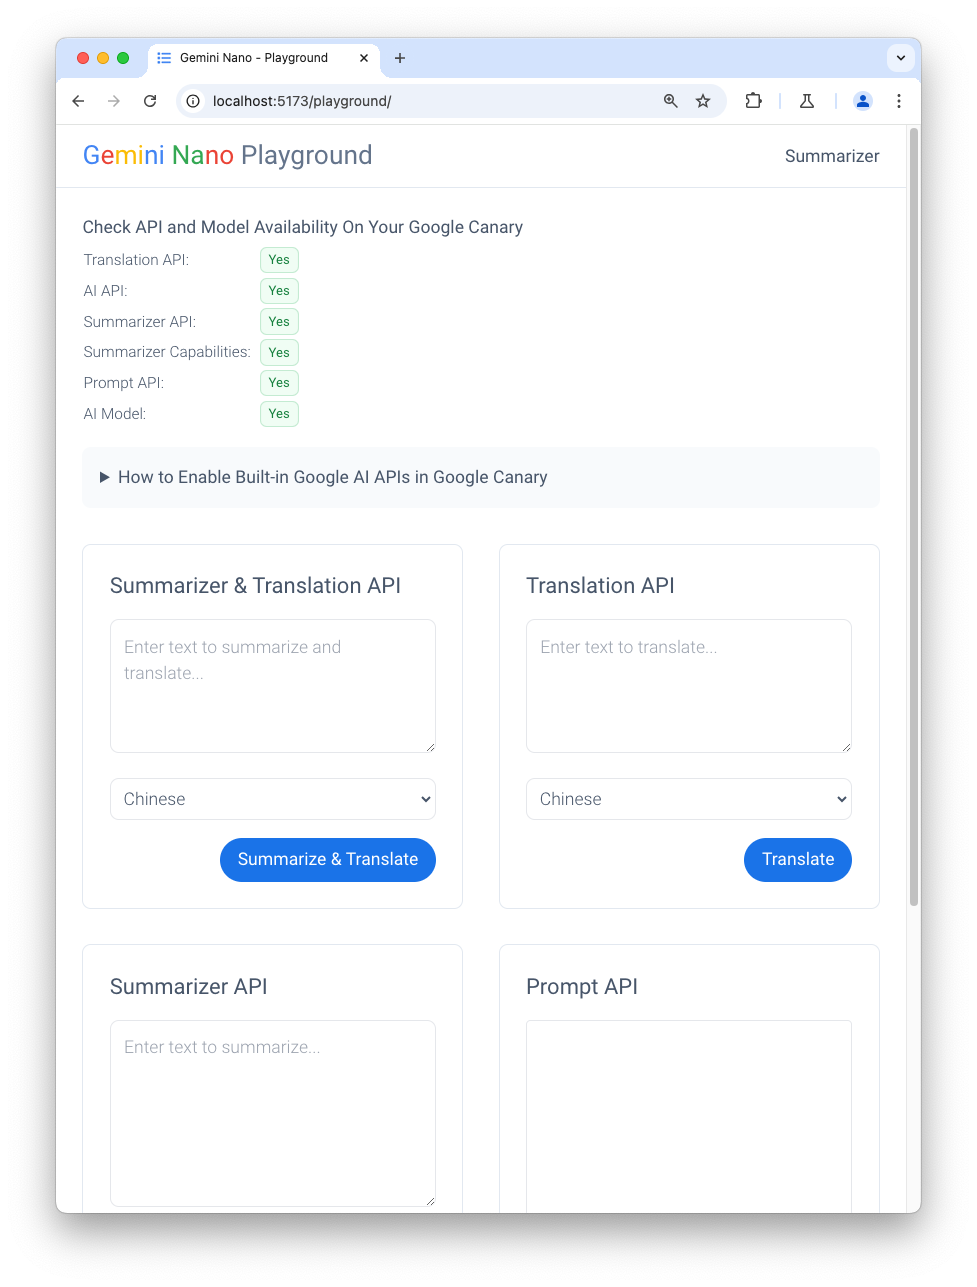 Gemini Nano - Playground
localhost:5173/playground/
Gemini Nano Playground
Summarizer
Check API and Model Availability On Your Google Canary
Translation API: Yes
AI API: Yes
Summarizer API: Yes
Summarizer Capabilities: Yes
Prompt API: Yes
AI Model: Yes
How to Enable Built-in Google AI APIs in Google Canary
Summarizer & Translation API
Enter text to summarize and
translate...
Chinese
Summarize & Translate
Translation API
Enter text to translate...
Chinese
Translate
Summarizer API
Enter text to summarize...
Prompt API